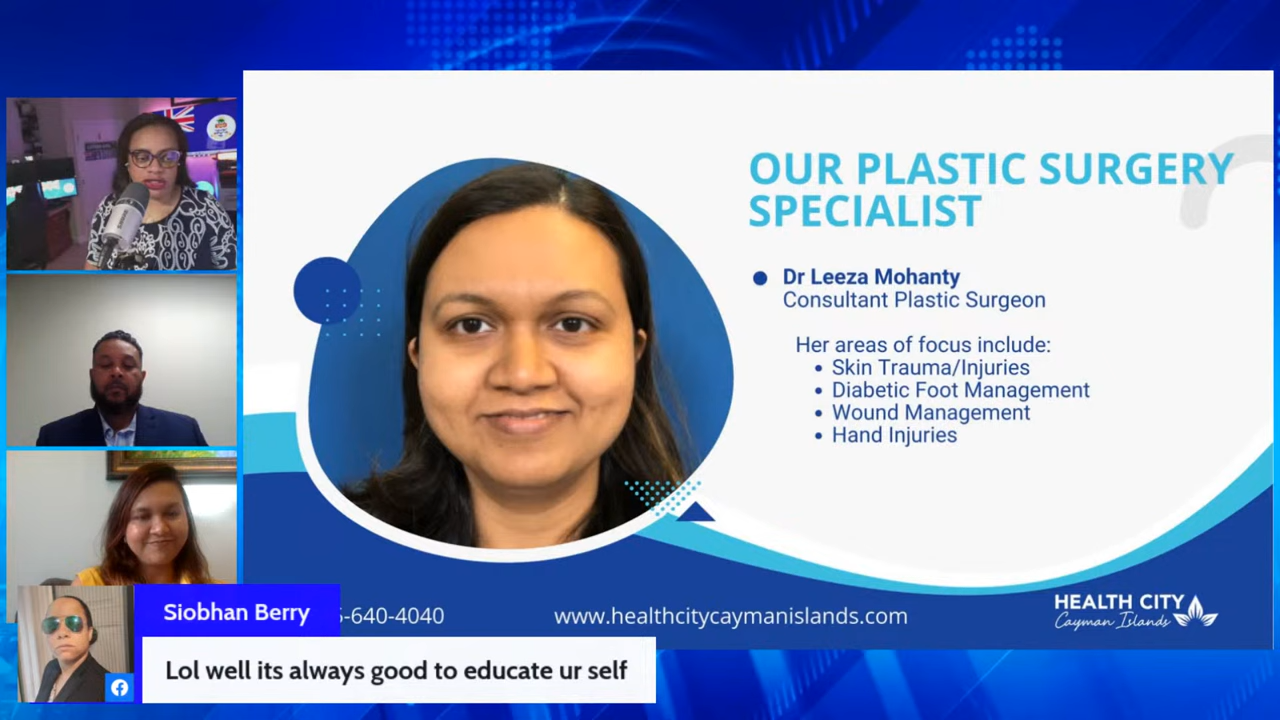 OUR PLASTIC SURGERY
SPECIALIST
Dr Leeza Mohanty
Consultant Plastic Surgeon
Her areas of focus include:
• Skin Trauma/Injuries
• Diabetic Foot Management
• Wound Management
• Hand Injuries
-640-4040
www.healthcitycaymanislands.com
HEALTH CITY
Cayman Islands
Siobhan Berry
Lol well its always good to educate ur self